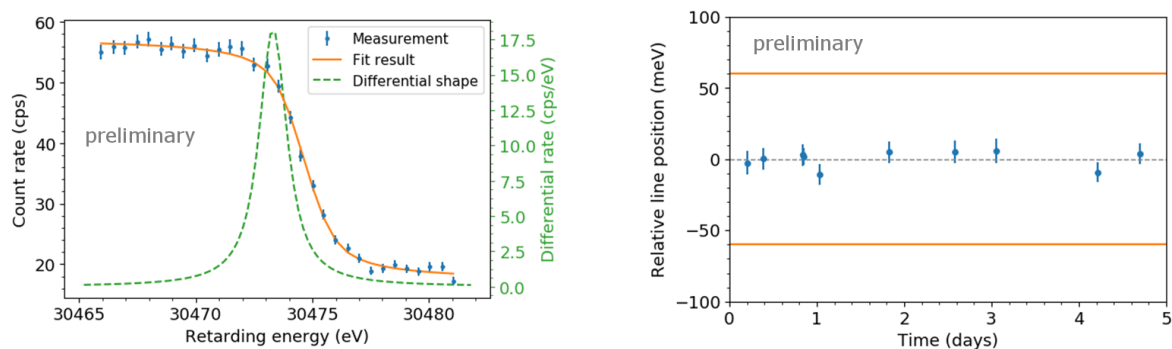 60
50
40
30
20
Count rate (cps)
preliminary
Measurement
Fit result
Differential shape
17.5
15.0
12.5
10.0
7.5
5.0
2.5
0.0
Differential rate (cps/eV)
30465 30470 30475 30480
Retarding energy (eV)
100
50
0
−50
−100
Relative line position (meV)
preliminary
0 1 2 3 4 5
Time (days)